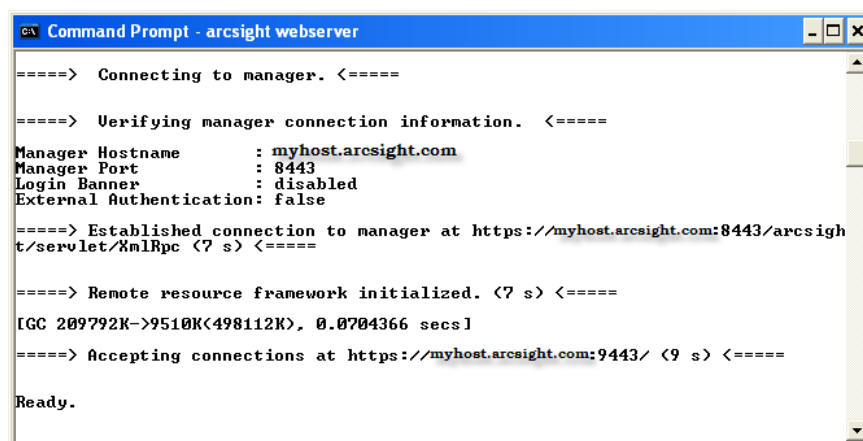 Command Prompt - arcsight webserver
=====> Connecting to manager. <=====
=====> Verifying manager connection information. <=====
Manager Hostname : myhost.arcsight.com
Manager Port : 8443
Login Banner : disabled
External Authentication: false
=====> Established connection to manager at https://myhost.arcsight.com:8443/arcsigh
t/servlet/XmlRpc (7 s) <=====
=====> Remote resource framework initialized. (7 s) <=====
[GC 209792K->9510K(498112K), 0.0704366 secs]
=====> Accepting connections at https://myhost.arcsight.com:9443/ (9 s) <=====
Ready.